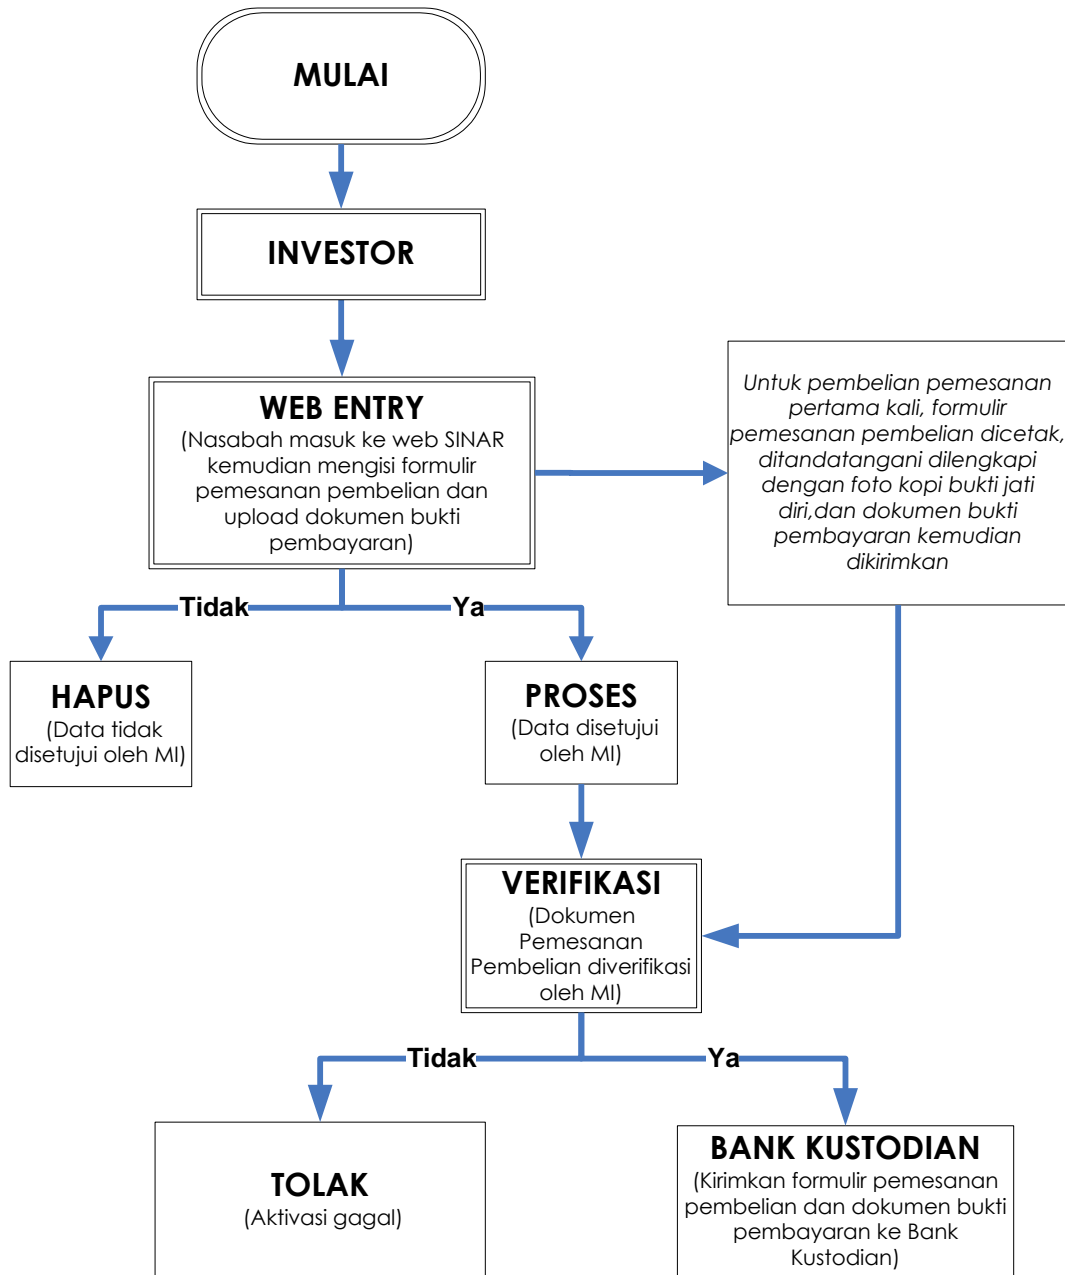 MULAI
INVESTOR
WEB ENTRY
(Nasabah masuk ke web SINAR
kemudian mengisi formulir
pemesanan pembelian dan
upload dokumen bukti
pembayaran)
Untuk pembelian pemesanan
pertama kali, formulir
pemesanan pembelian dicetak,
ditandatangani dilengkapi
dengan foto kopi bukti jati
diri,dan dokumen bukti
pembayaran kemudian
dikirimkan
Tidak
Ya
HAPUS
(Data tidak
disetujui oleh MI)
PROSES
(Data disetujui
oleh MI)
VERIFIKASI
(Dokumen
Pemesanan
Pembelian diverifikasi
oleh MI)
Tidak
Ya
TOLAK
(Aktivasi gagal)
BANK KUSTODIAN
(Kirimkan formulir pemesanan
pembelian dan dokumen bukti
pembayaran ke Bank
Kustodian)